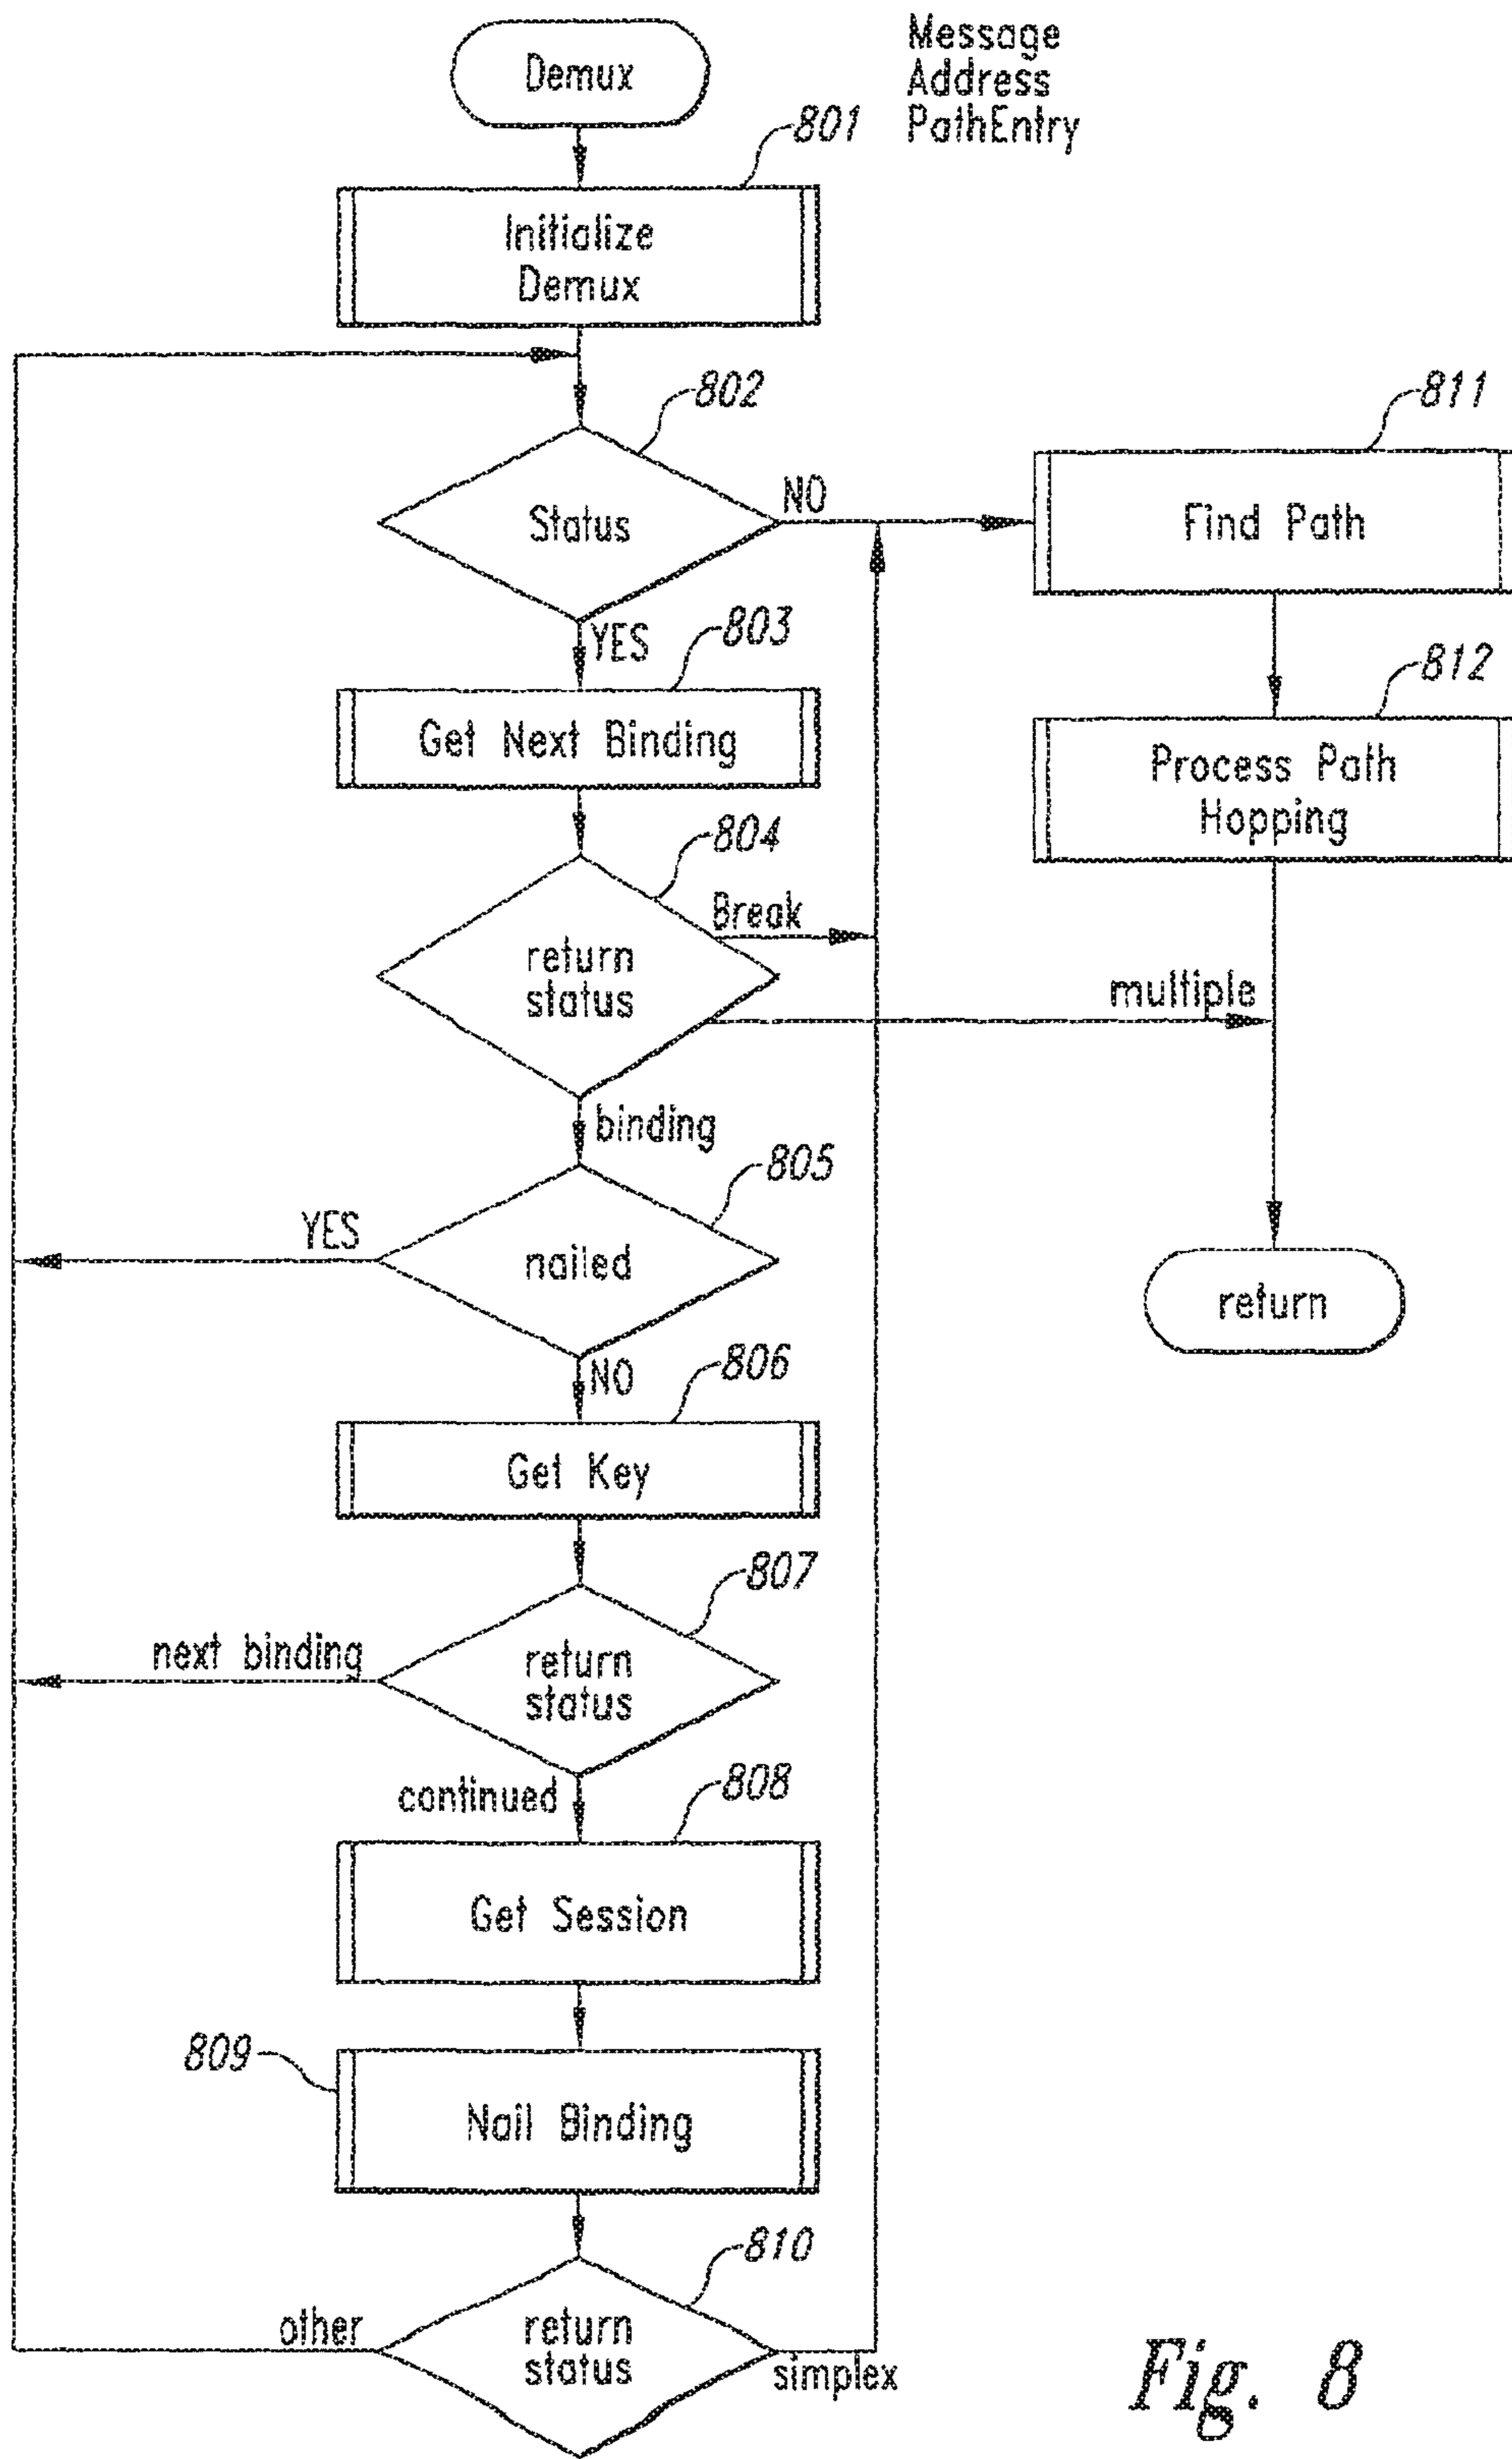 Demux
Message
Address
PathEntry
801
Initialize
Demux
802
Status
NO
YES
811
Find Path
803
Get Next Binding
812
Process Path
Hopping
804
return
status
Break
multiple
binding
805
nailed
YES
NO
return
806
Get Key
807
return
status
next binding
continued
808
Get Session
809
Nail Binding
810
return
status
other
simplex
Fig. 8